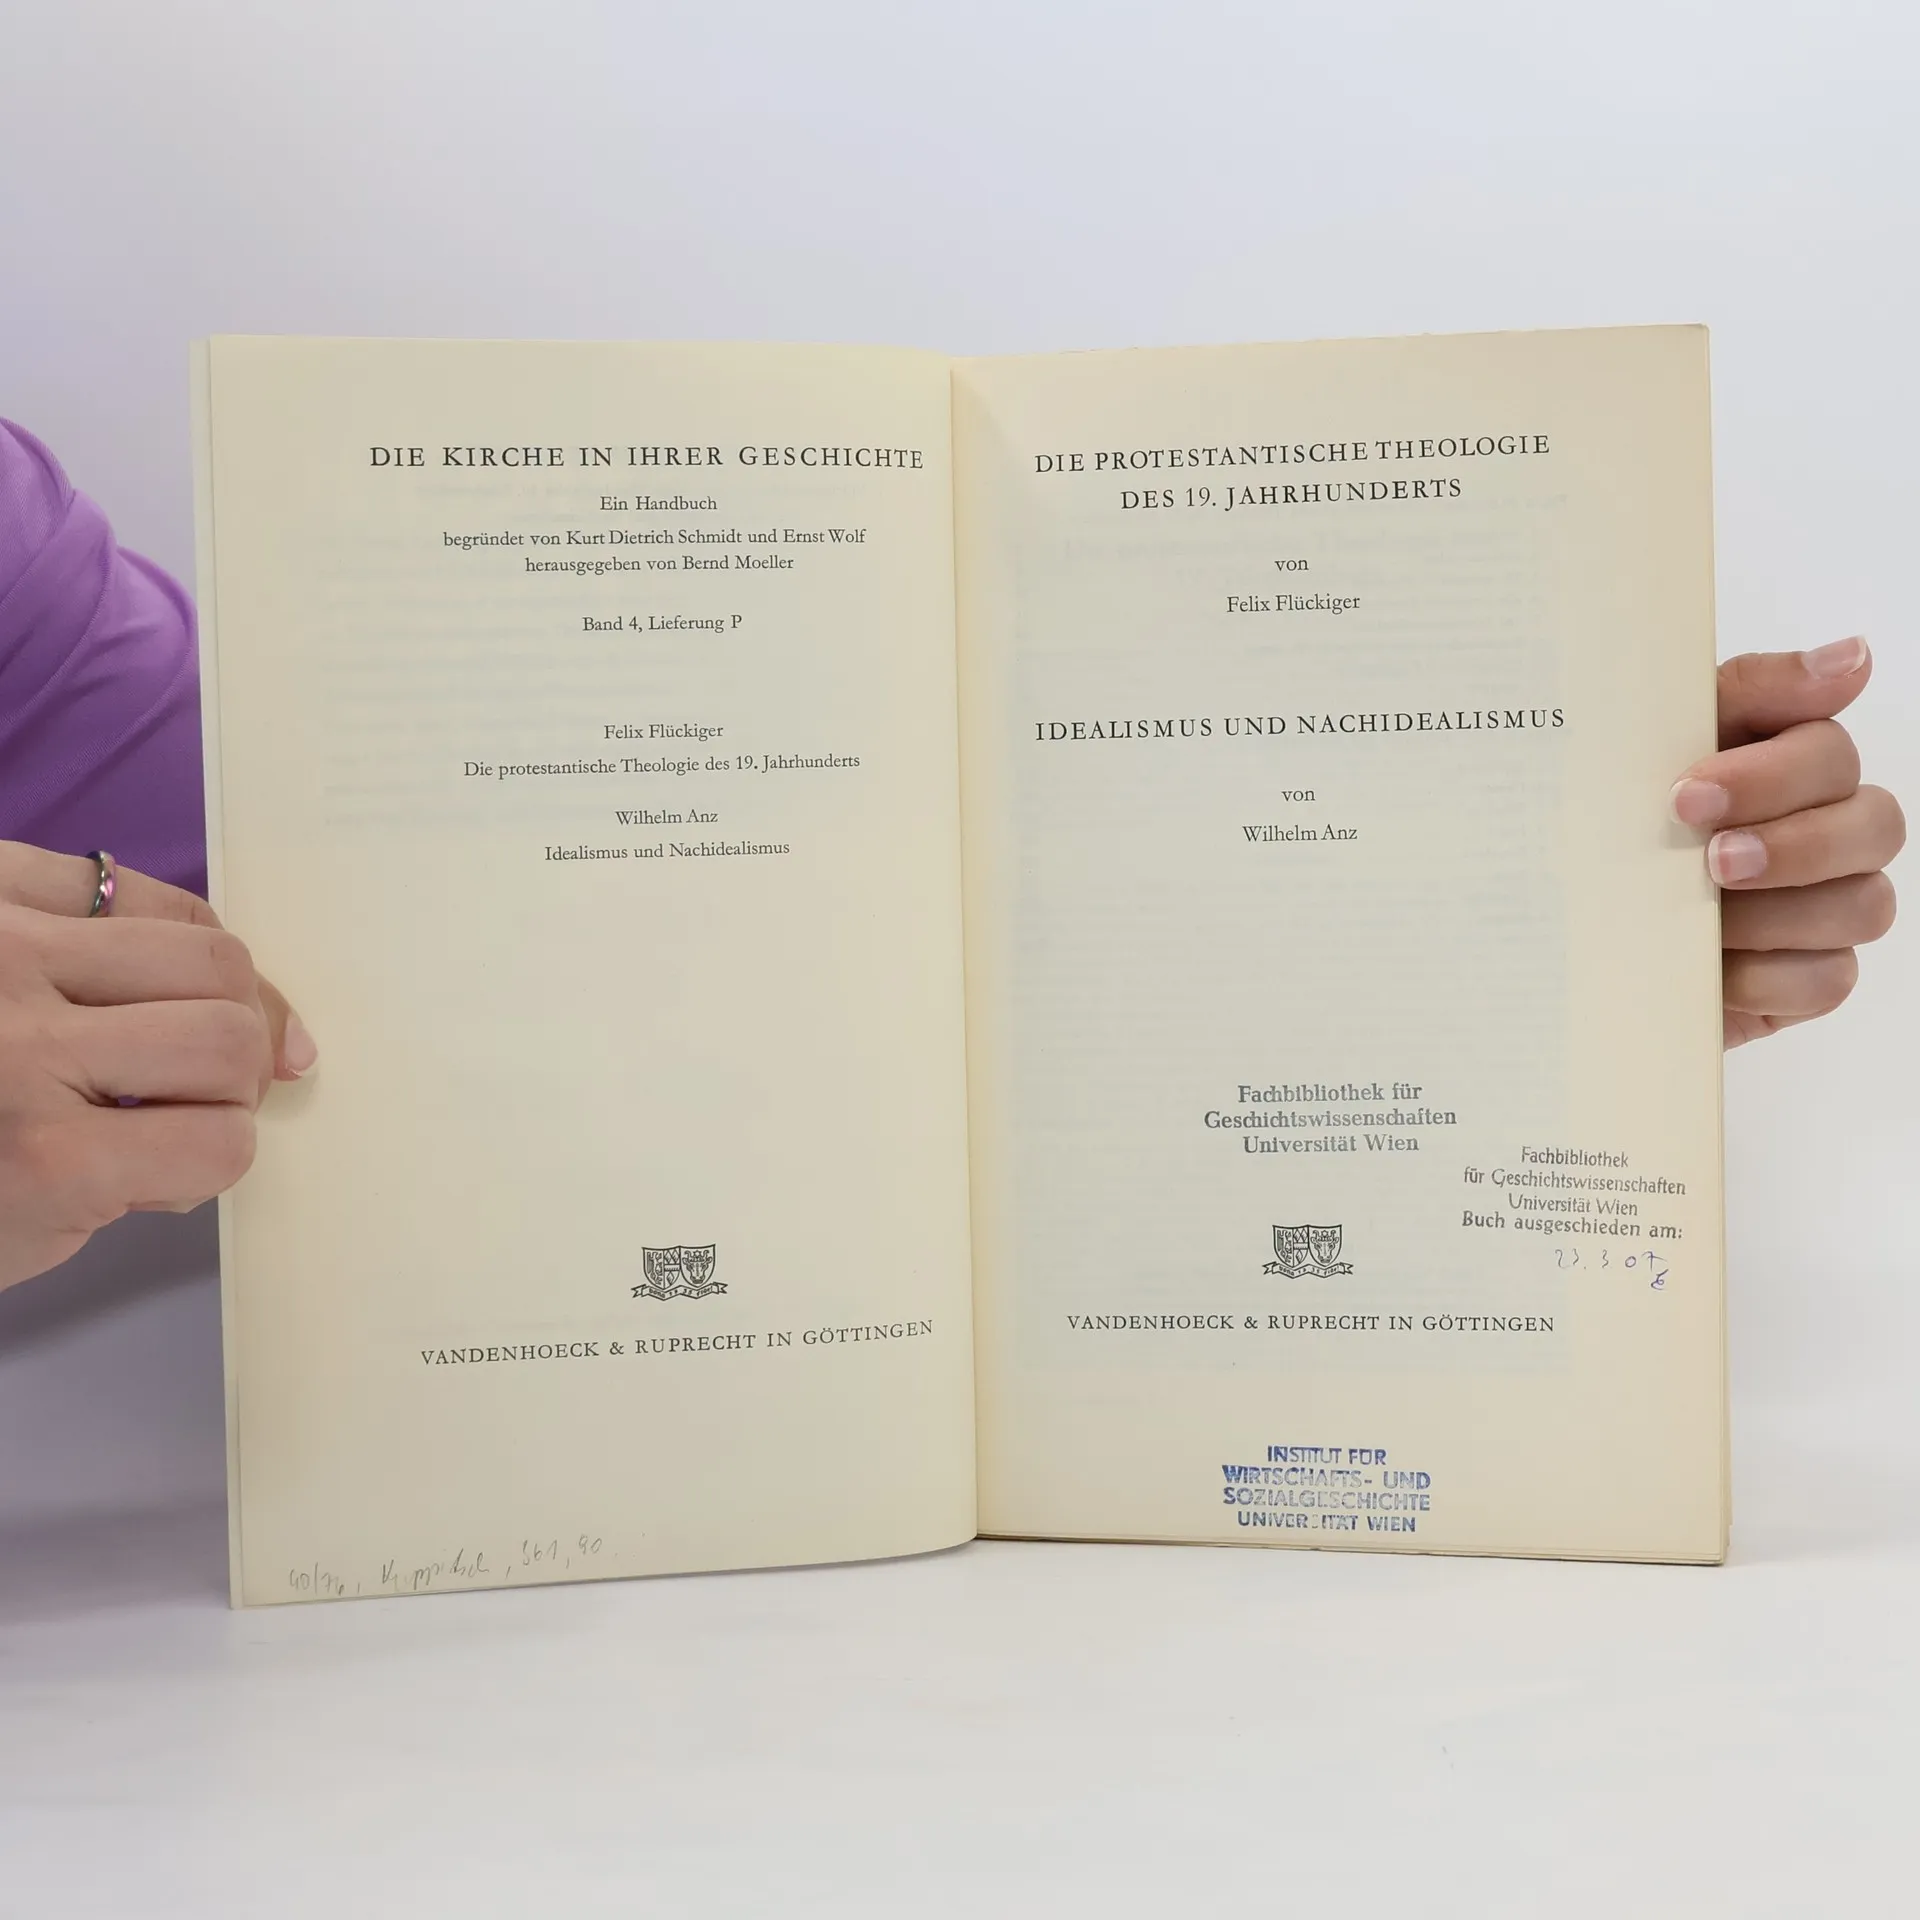 DIE KIRCHE IN IHRER GESCHICHTE
Ein Handbuch
begründet von Kurt Dietrich Schmidt und Ernst Wolf
herausgegeben von Bernd Moeller
Band 4, Lieferung P
Felix Flückiger
Die protestantische Theologie des 19. Jahrhunderts
Wilhelm Anz
Idealismus und Nachidealismus
VANDENHOECK & RUPRECHT IN GÖTTINGEN
DIE PROTESTANTISCHE THEOLOGIE
DES 19. JAHRHUNDERTS
von
Felix Flückiger
IDEALISMUS UND NACHIDEALISMUS
von
Wilhelm Anz
Fachbibliothek für
Geschichtswissenschaften
Universität Wien
Fachbibliothek
für Geschichtswissenschaften
Universität Wien
Buch ausgeschieden am:
23. 3 07
VANDENHOECK & RUPRECHT IN GÖTTINGEN
INSTITUT FÜR
WIRTSCHAFTS- UND
SOZIALGESCHICHTE
UNIVERSITÄT WIEN